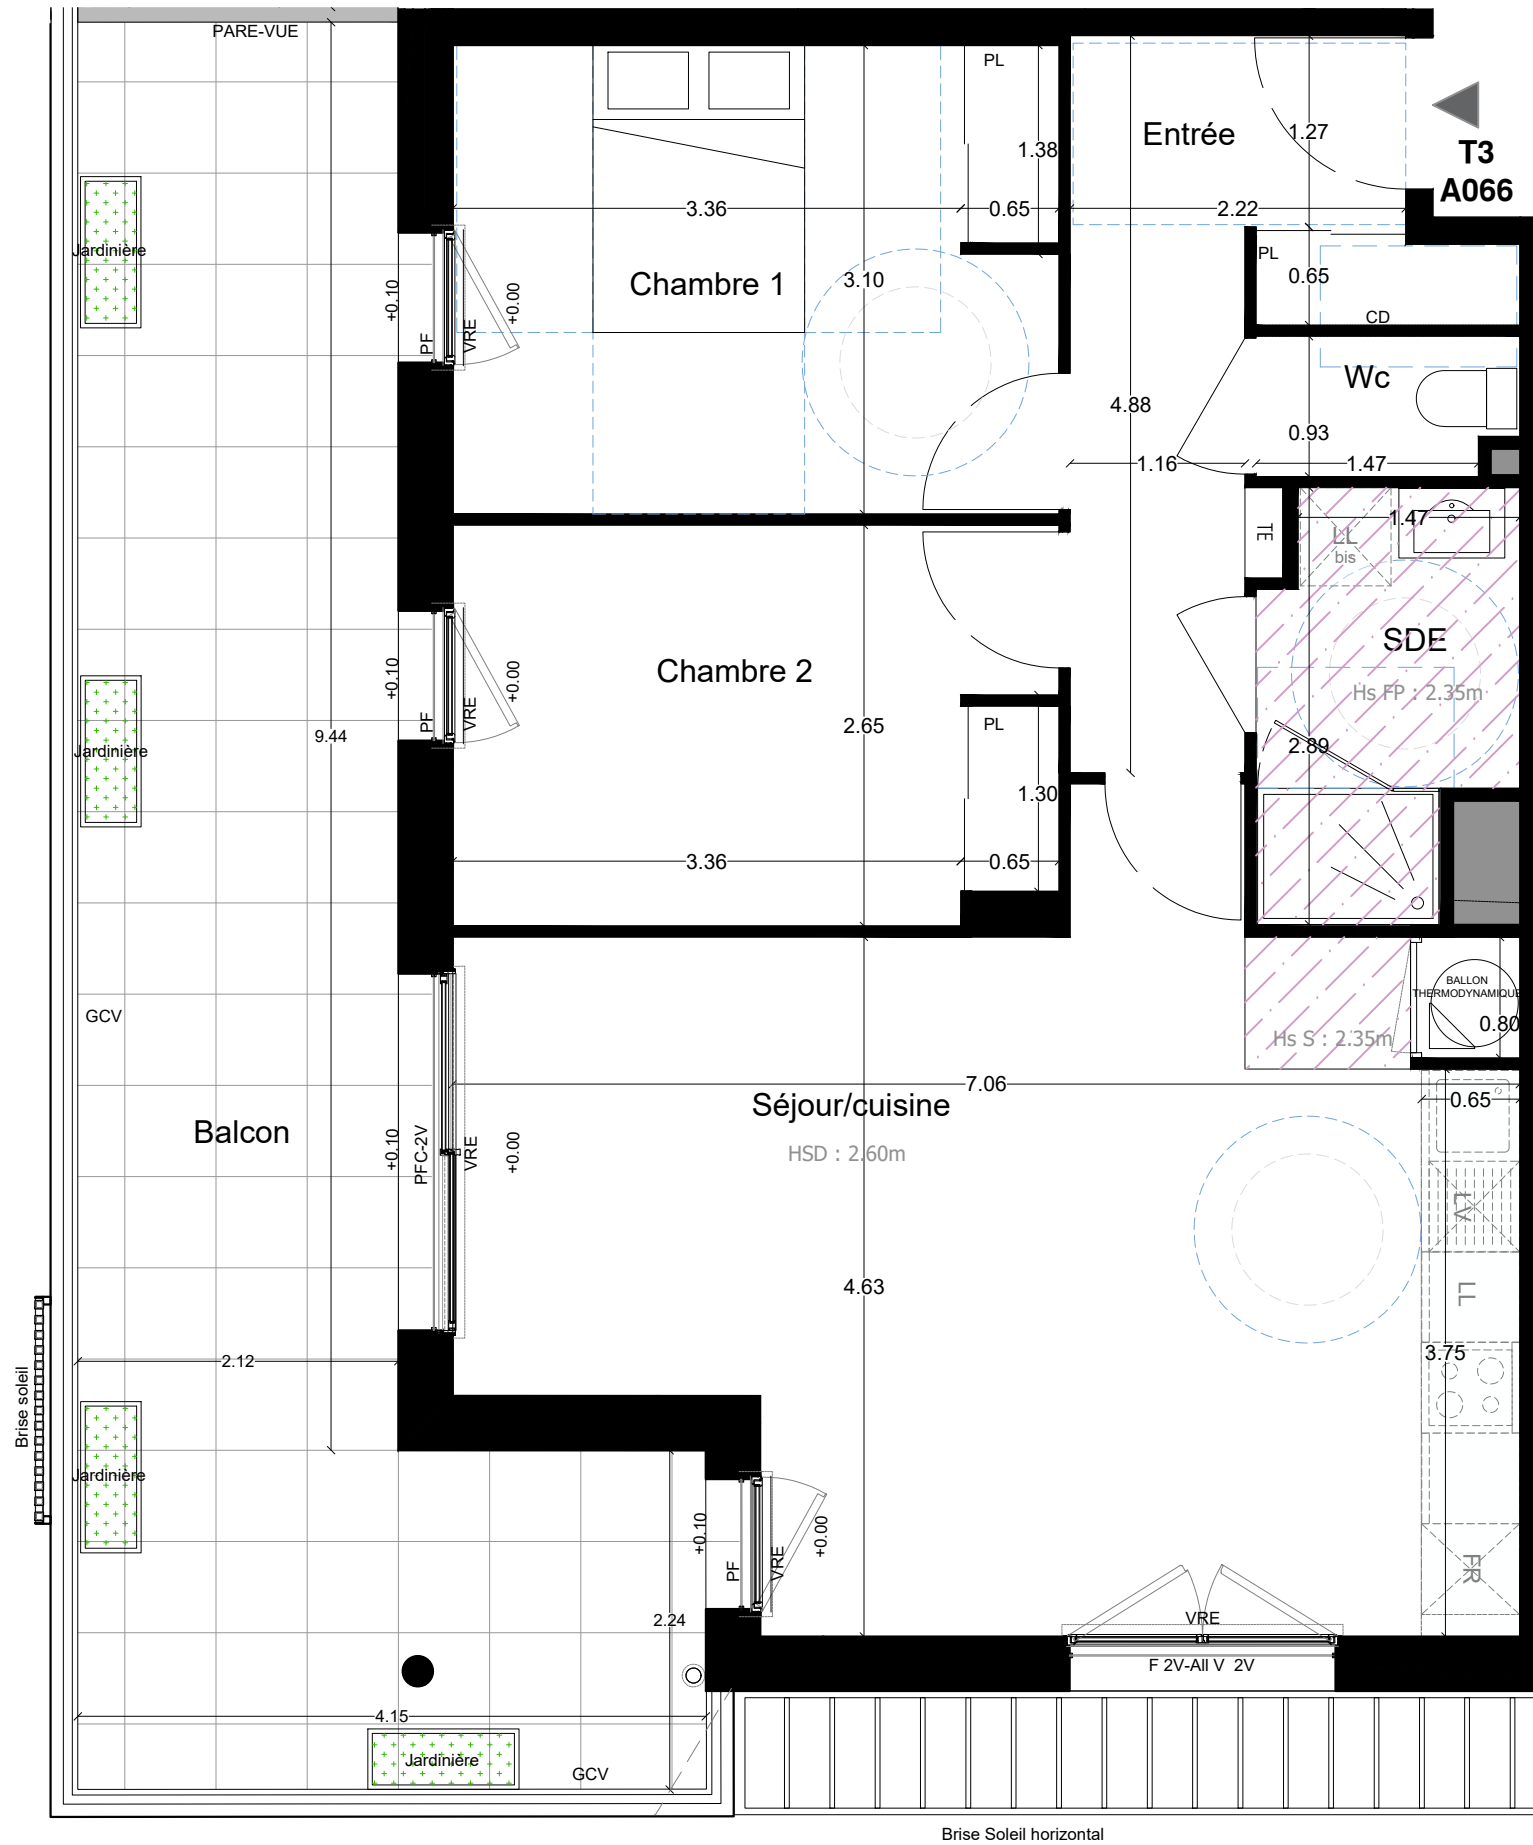 PARE-VUE
PL
Entrée
1.27
T3
A066
1.38
3.36
0.65
2.22
Jardinière
PL
0.65
Chambre 1
3.10
+0.10
PF
VRE
+0.00
CD
Wc
4.88
0.93
1.16
1.47
1.47
TE
LL
bis
SDE
Hs FP : 2.35m
Chambre 2
+0.10
PF
VRE
+0.00
2.65
PL
9.44
Jardinière
2.89
1.30
3.36
0.65
BALLON
THERMODYNAMIQUE
0.80
GCV
Hs S : 2.35m
7.06
Séjour/cuisine
0.65
Balcon
+0.10
PFC-2V
VRE
+0.00
HSD : 2.60m
LV
4.63
LL
3.75
2.12
Brise soleil
Jardinière
+0.10
PF
VRE
+0.00
FR
2.24
VRE
F 2V-All V 2V
4.15
Jardinière
GCV
Brise Soleil horizontal